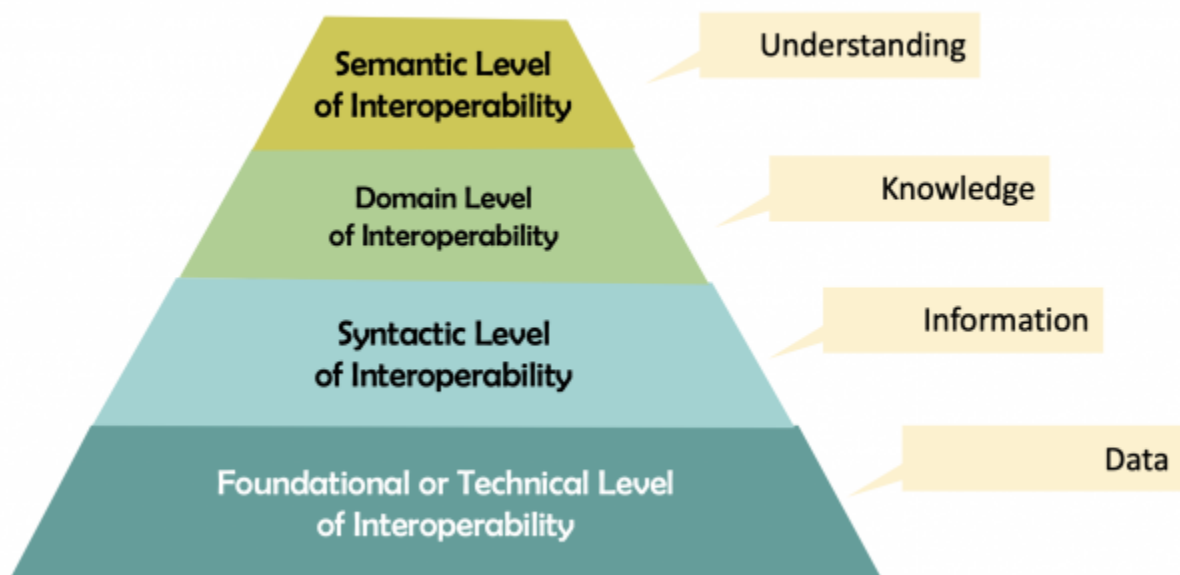 Semantic Level
of Interoperability
Understanding
Domain Level
of Interoperability
Knowledge
Syntactic Level
of Interoperability
Information
Foundational or Technical Level
of Interoperability
Data